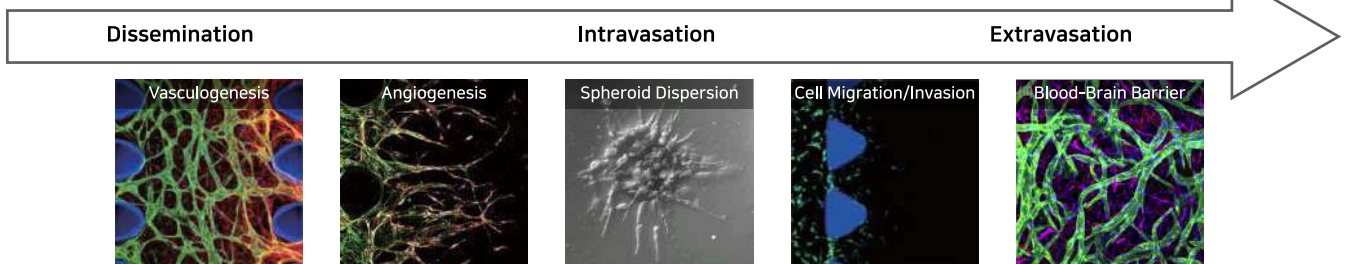 Dissemination Intravasation Extravasation
Vasculogenesis Angiogenesis Spheroid Dispersion Cell Migration/Invasion Blood-Brain Barrier